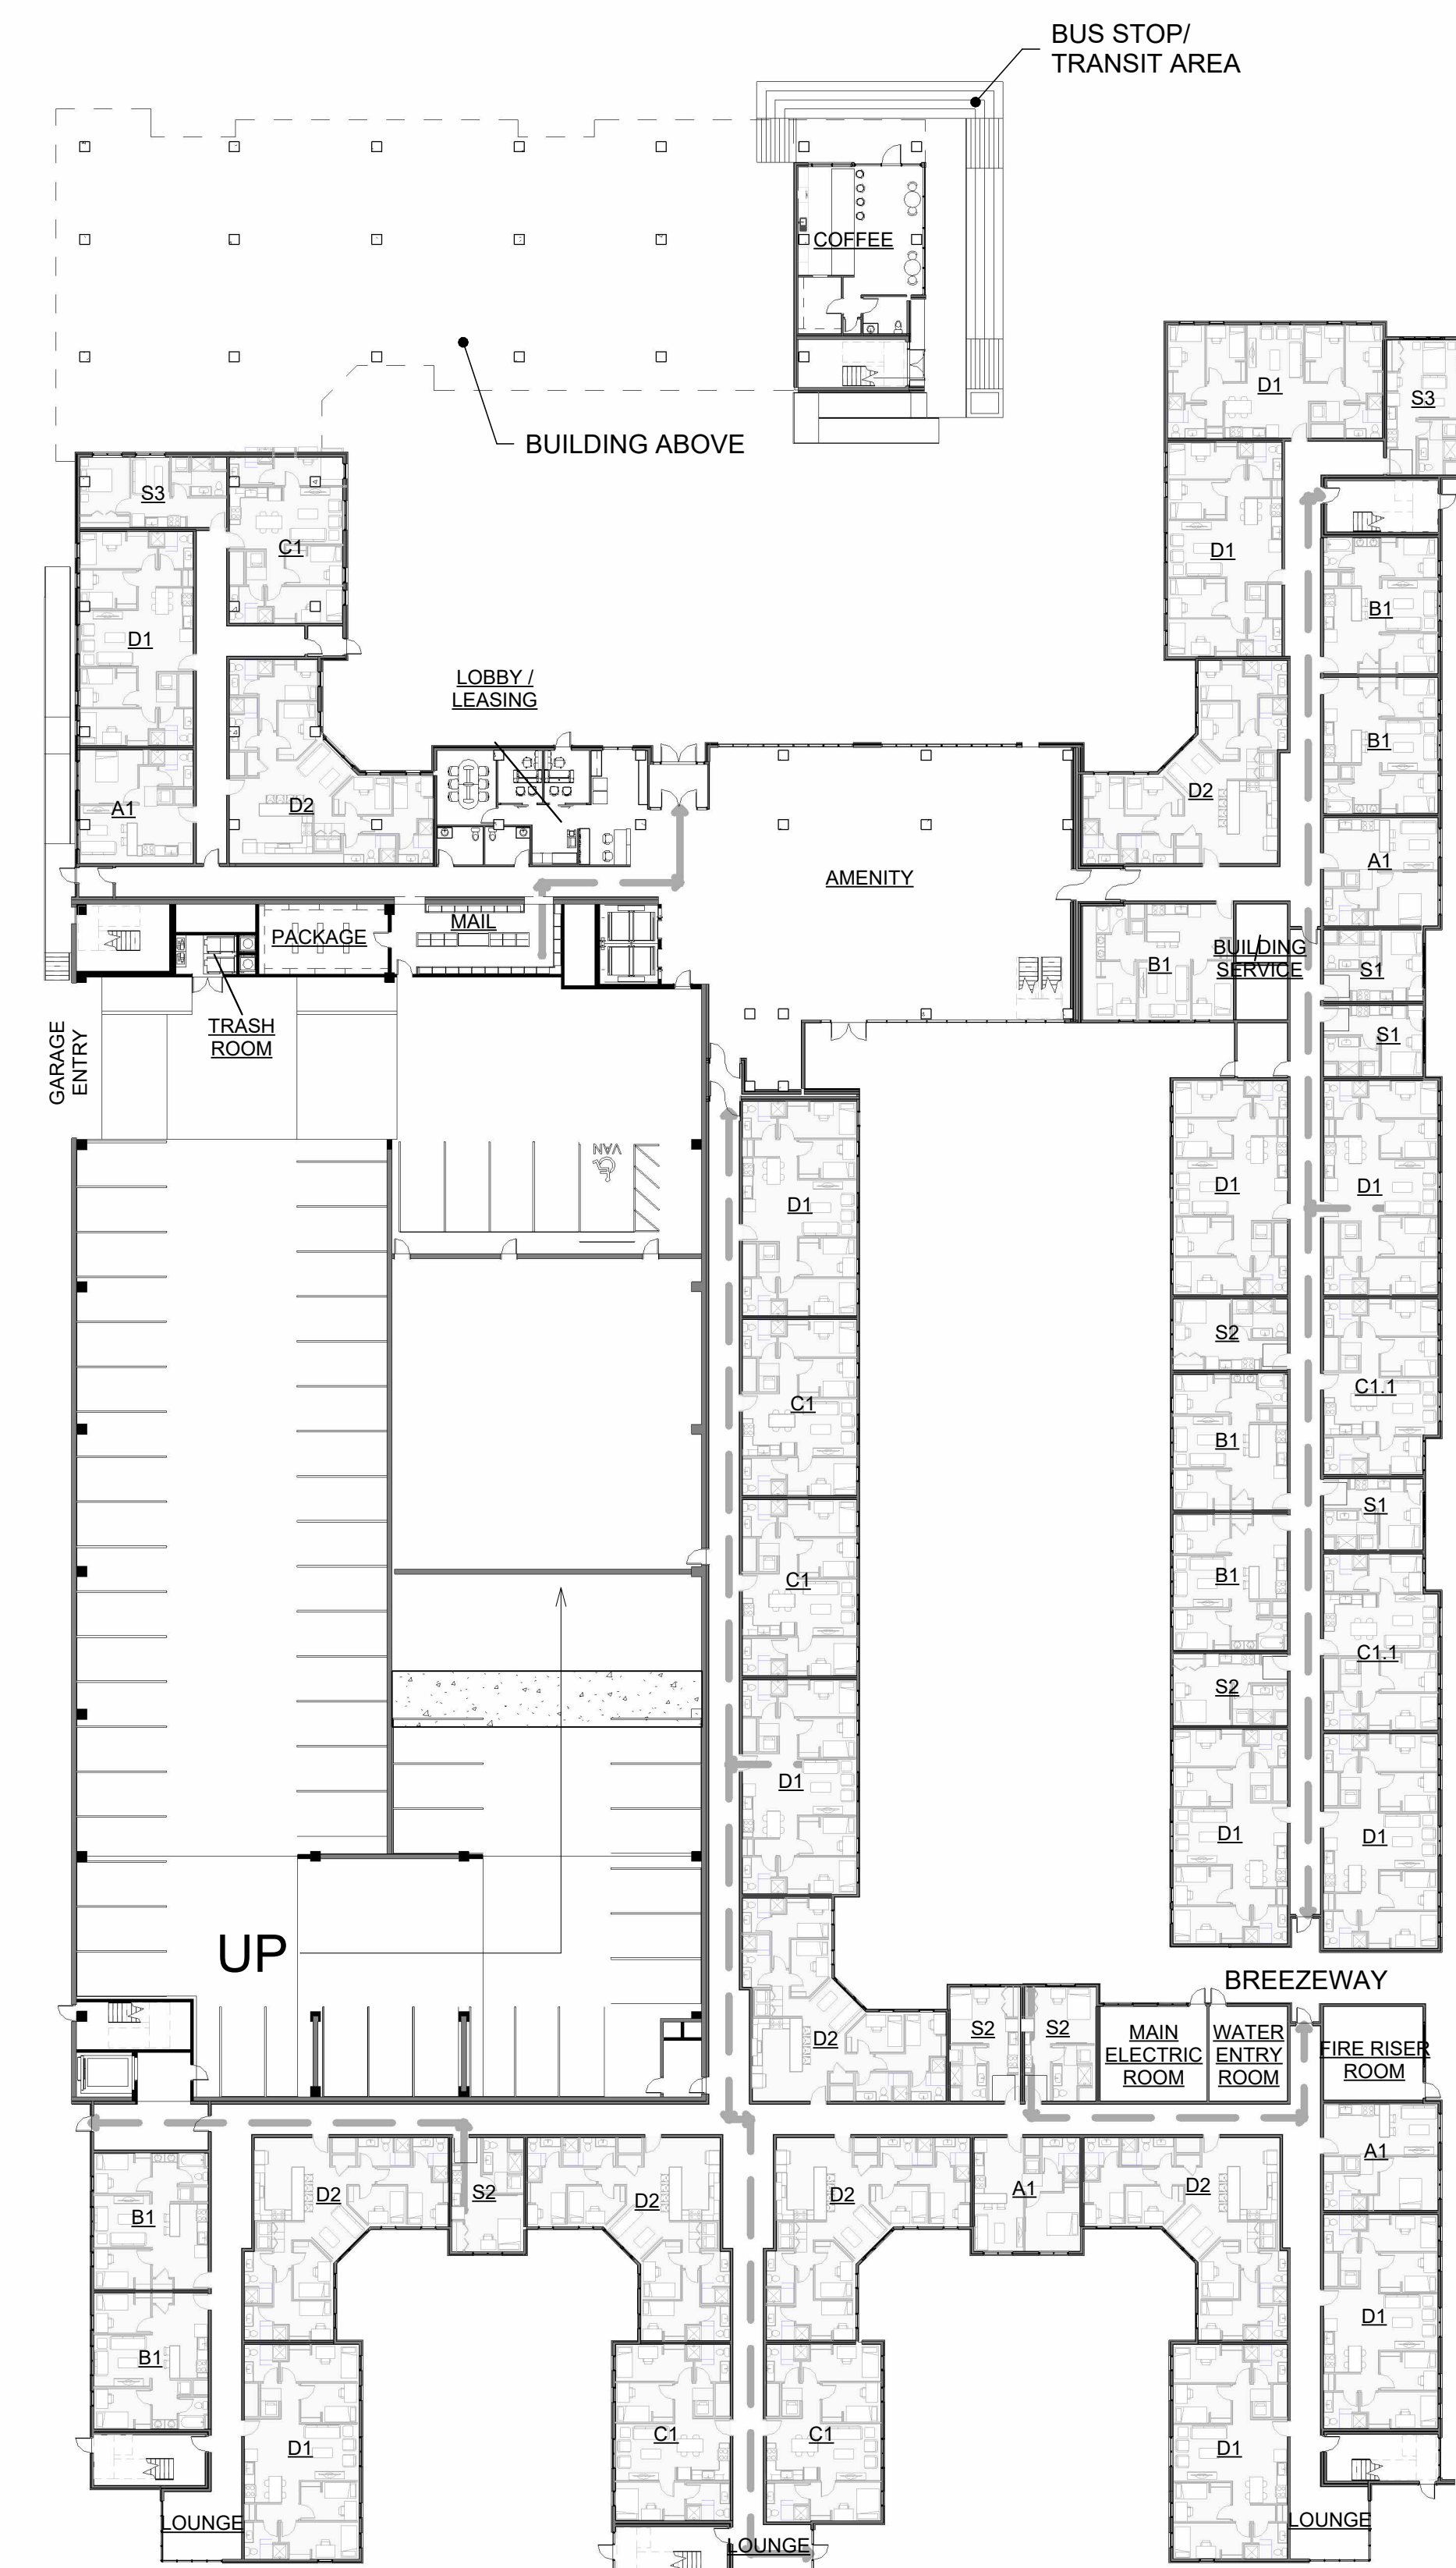 BUS STOP/
TRANSIT AREA
COFFEE
BUILDING ABOVE
D1
S3
S3
C1
D1
D1
B1
LOBBY /
LEASING
B1
D2
A1
D2
A1
AMENITY
PACKAGE
MAIL
B1
BUILDING
SERVICE
S1
TRASH
ROOM
S1
GARAGE
ENTRY
VAN
D1
D1
D1
S2
C1
C1.1
B1
S1
C1
B1
C1.1
S2
D1
D1
D1
UP
BREEZEWAY
D2
S2
S2
MAIN
ELECTRIC
ROOM
WATER
ENTRY
ROOM
FIRE RISER
ROOM
A1
B1
D2
S2
D2
D2
A1
D2
B1
D1
D1
C1
C1
D1
LOUNGE
LOUNGE
LOUNGE